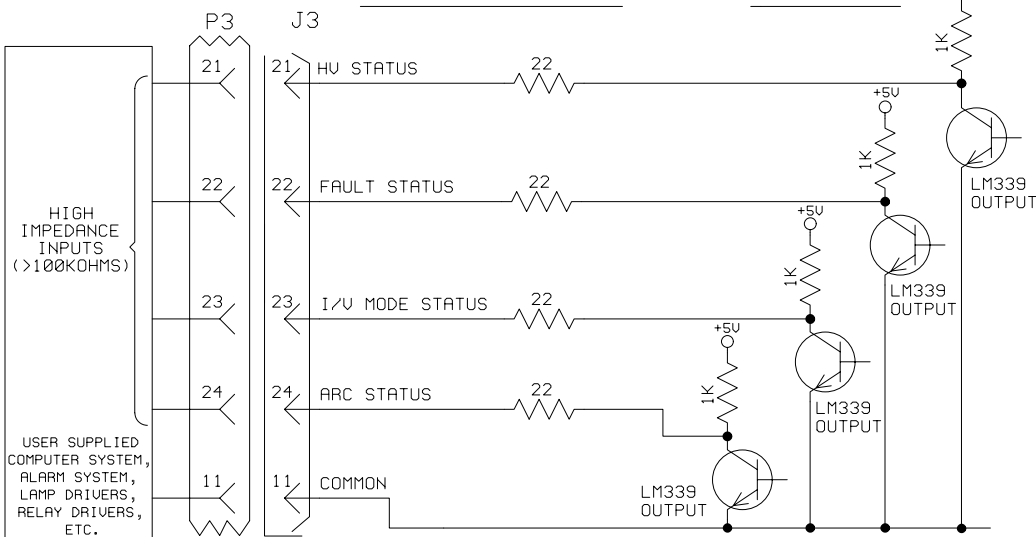 P3
J3
1K
21
21
HV STATUS
22
+5V
1K
LM339
OUTPUT
22
22
FAULT STATUS
22
HIGH
IMPEDANCE
INPUTS
(>100KOHMS)
+5V
1K
LM339
OUTPUT
23
23
I/V MODE STATUS
22
+5V
1K
LM339
OUTPUT
24
24
ARC STATUS
22
USER SUPPLIED
COMPUTER SYSTEM,
ALARM SYSTEM,
LAMP DRIVERS,
RELAY DRIVERS,
ETC.
11
11
COMMON
LM339
OUTPUT